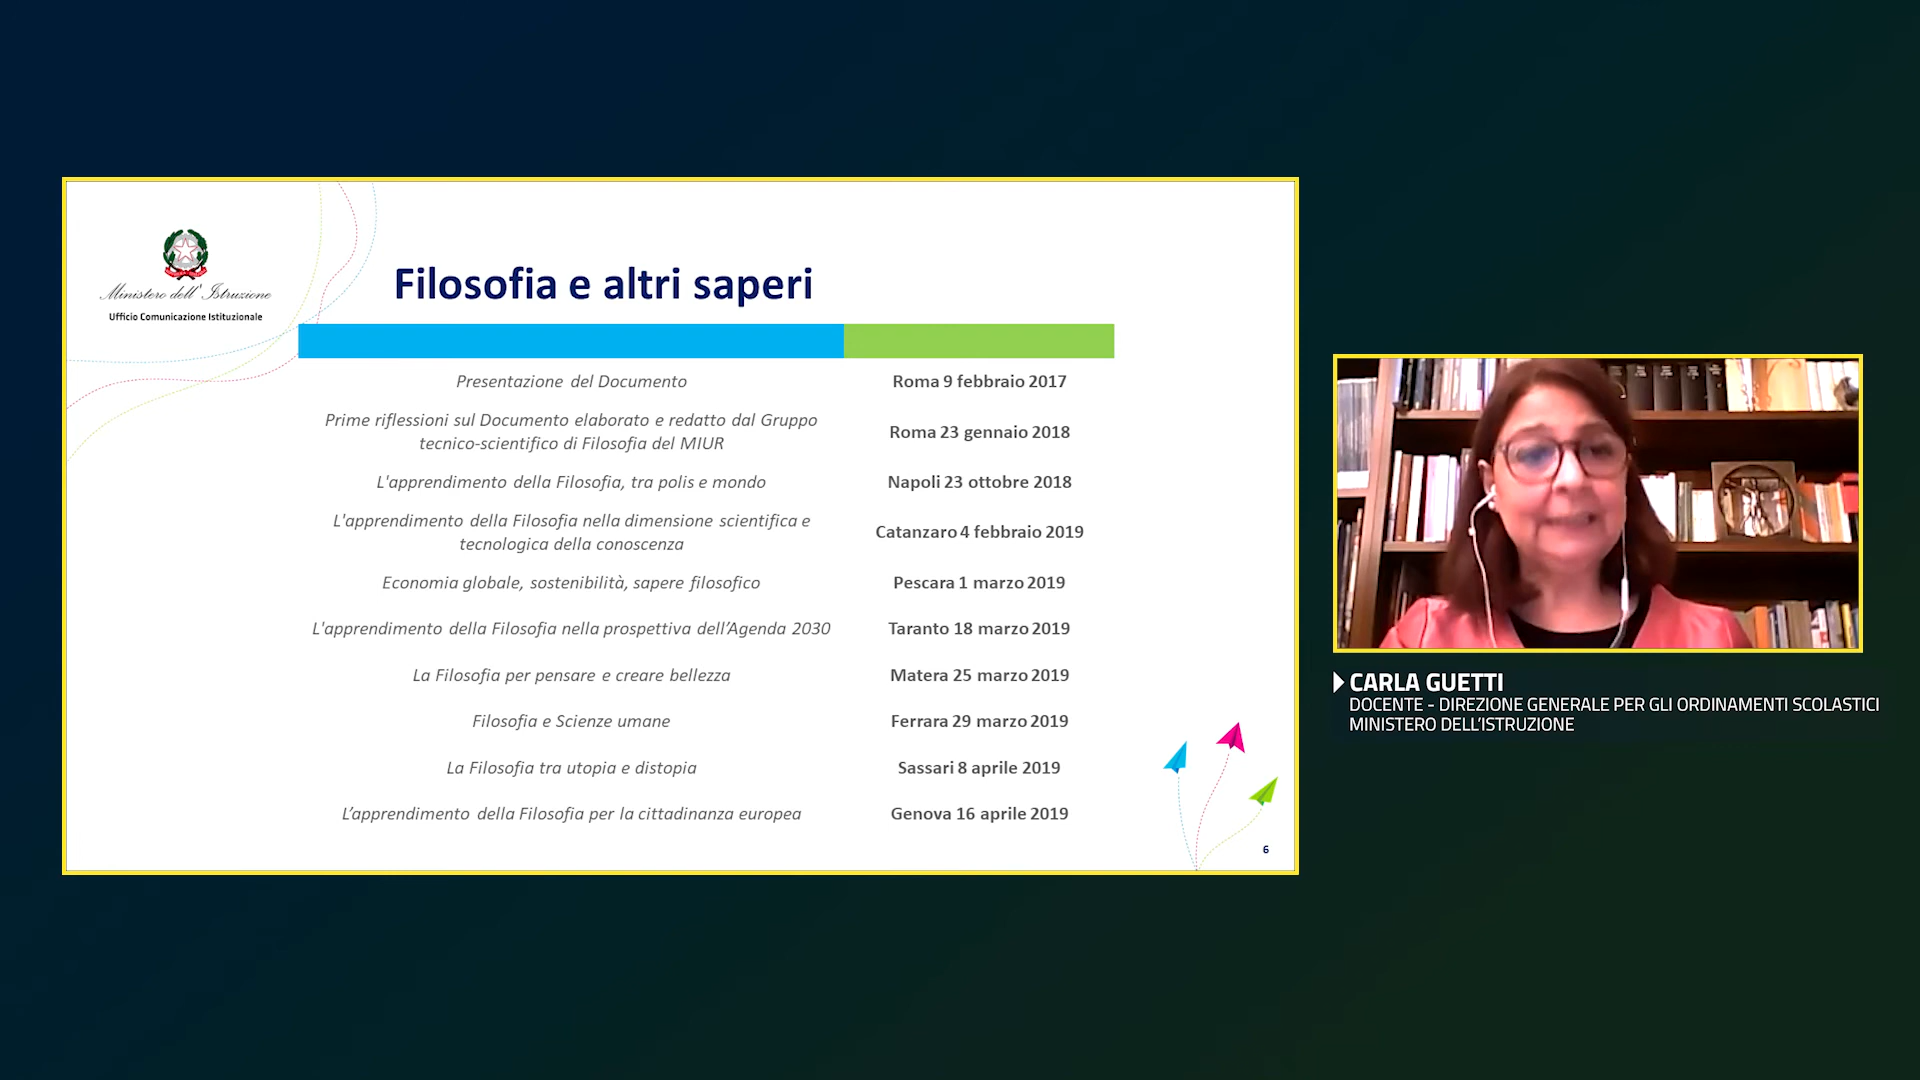 Ministero dell'Istruzione
Ufficio Comunicazione Istituzionale
Filosofia e altri saperi
Presentazione del Documento
Roma 9 febbraio 2017
Prime riflessioni sul Documento elaborato e redatto dal Gruppo
tecnico-scientifico di Filosofia del MIUR
Roma 23 gennaio 2018
L'apprendimento della Filosofia, tra polis e mondo
Napoli 23 ottobre 2018
L'apprendimento della Filosofia nella dimensione scientifica e
tecnologica della conoscenza
Catanzaro 4 febbraio 2019
Economia globale, sostenibilità, sapere filosofico
Pescara 1 marzo 2019
L'apprendimento della Filosofia nella prospettiva dell’Agenda 2030
Taranto 18 marzo 2019
La Filosofia per pensare e creare bellezza
Matera 25 marzo 2019
Filosofia e Scienze umane
Ferrara 29 marzo 2019
La Filosofia tra utopia e distopia
Sassari 8 aprile 2019
L’apprendimento della Filosofia per la cittadinanza europea
Genova 16 aprile 2019
6
CARLA GUETTI
DOCENTE - DIREZIONE GENERALE PER GLI ORDINAMENTI SCOLASTICI
MINISTERO DELL'ISTRUZIONE